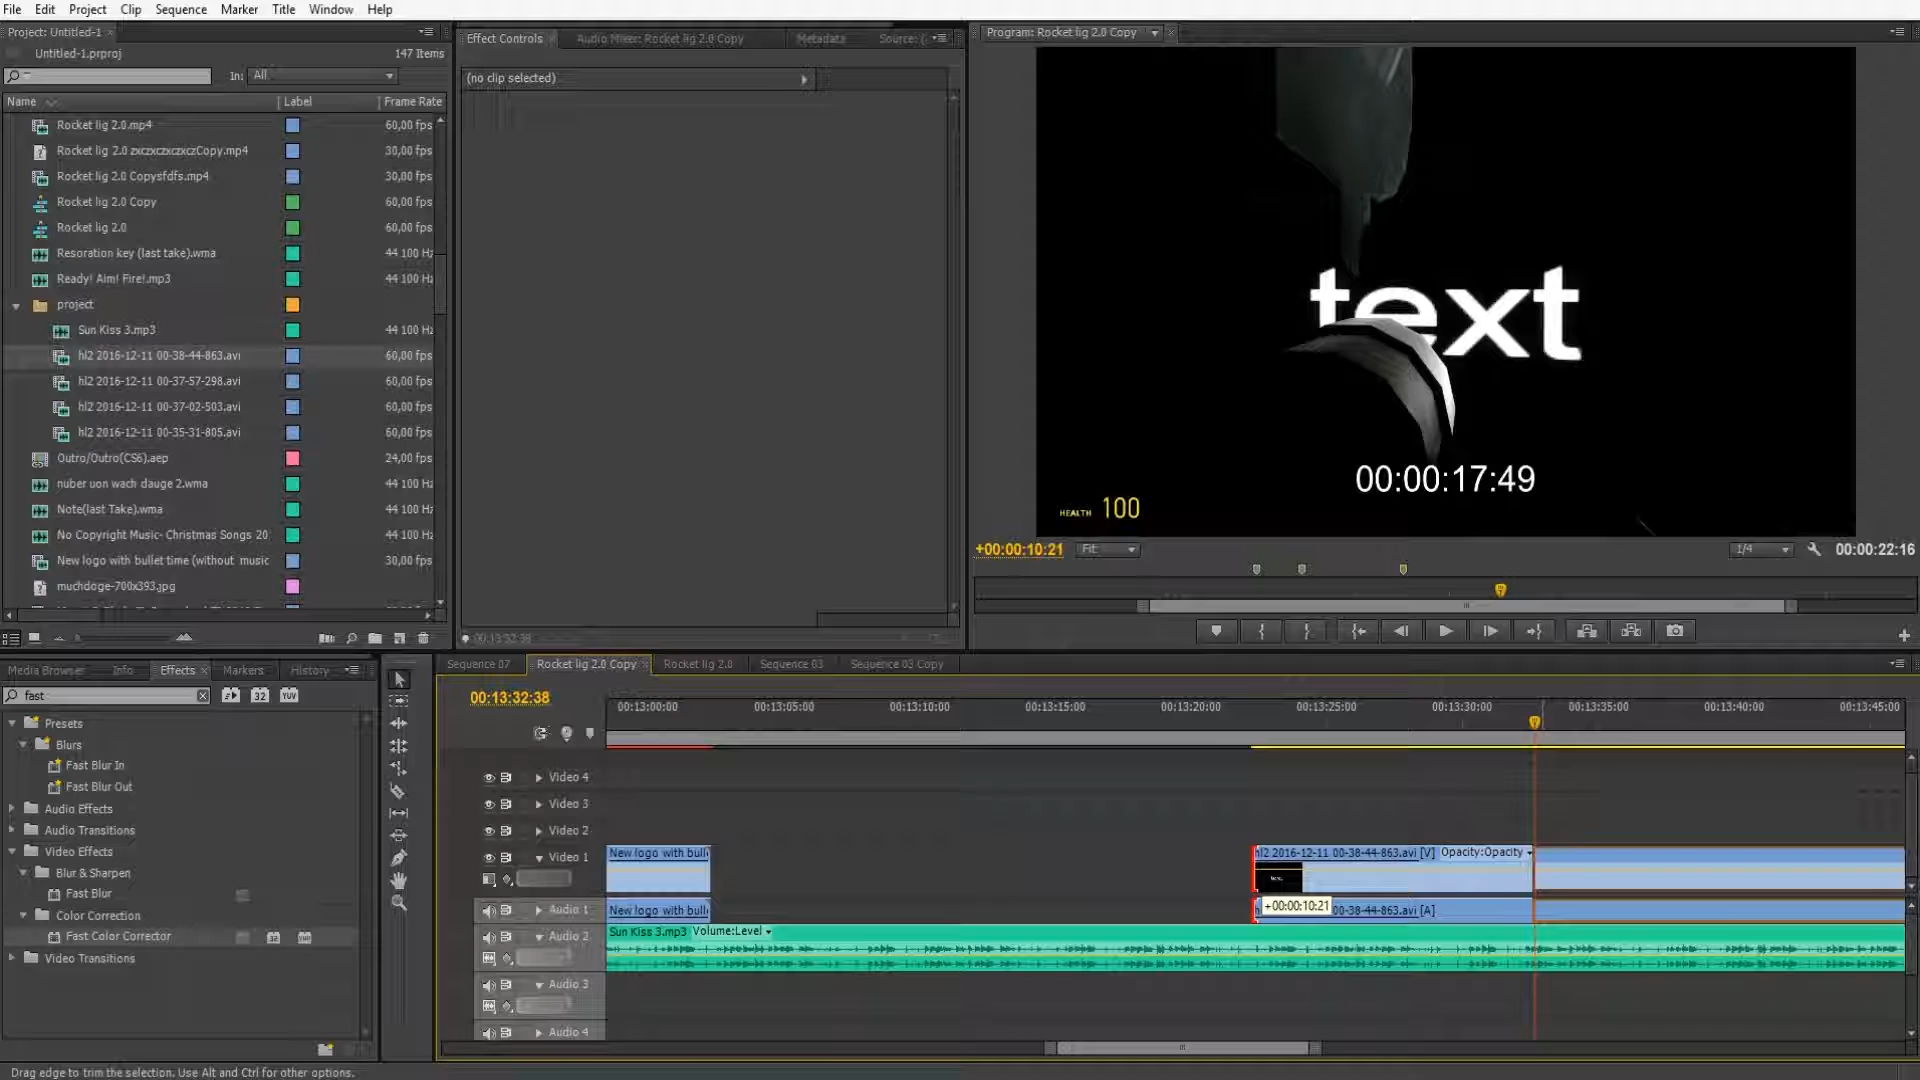 File Edit Project Clip Sequence Marker Title Window Help
Project: Untitled-1
Untitled-1.prproj 147 Items
In: All
Name Label Frame Rate
Rocket lig 2.0.mp4 60,00 fps
Rocket lig 2.0 zxczxczxczxczCopy.mp4 30,00 fps
Rocket lig 2.0 Copysfdfs.mp4 30,00 fps
Rocket lig 2.0 Copy 60,00 fps
Rocket lig 2.0 60,00 fps
Resoration key (last take).wma 44 100 Hz
Ready! Aim! Fire!.mp3 44 100 Hz
project
Sun Kiss 3.mp3 44 100 Hz
hl2 2016-12-11 00-38-44-863.avi 60,00 fps
hl2 2016-12-11 00-37-57-298.avi 60,00 fps
hl2 2016-12-11 00-37-02-503.avi 60,00 fps
hl2 2016-12-11 00-35-31-805.avi 60,00 fps
Outro/Outro(CS6).aep 24,00 fps
nuber uon wach dauge 2.wma 44 100 Hz
Note(last Take).wma 44 100 Hz
No Copyright Music- Christmas Songs 20 44 100 Hz
New logo with bullet time (without music 30,00 fps
muchdoge-700x393.jpg
Effect Controls Audio Mixer: Rocket lig 2.0 Copy Metadata Source: (
(no clip selected)
00:13:32:38
Program: Rocket lig 2.0 Copy
text
00:00:17:49
HEALTH 100
+00:00:10:21 Fit 1/4 00:00:22:16
Media Browser Info Effects Markers History
fast
32 YUV
Presets
Blurs
Fast Blur In
Fast Blur Out
Audio Effects
Audio Transitions
Video Effects
Blur & Sharpen
Fast Blur
Color Correction
Fast Color Corrector 32 YUV
Video Transitions
Sequence 07 Rocket lig 2.0 Copy Rocket lig 2.0 Sequence 03 Sequence 03 Copy
00:13:32:38
00:13:00:00 00:13:05:00 00:13:10:00 00:13:15:00 00:13:20:00 00:13:25:00 00:13:30:00 00:13:35:00 00:13:40:00 00:13:45:00
Video 4
Video 3
Video 2
Video 1 New logo with bull hl2 2016-12-11 00-38-44-863.avi [V] Opacity:Opacity
Audio 1 New logo with bull +00:00:10:21 00-38-44-863.avi [A]
Audio 2 Sun Kiss 3.mp3 Volume:Level
Audio 3
Audio 4
Drag edge to trim the selection. Use Alt and Ctrl for other options.